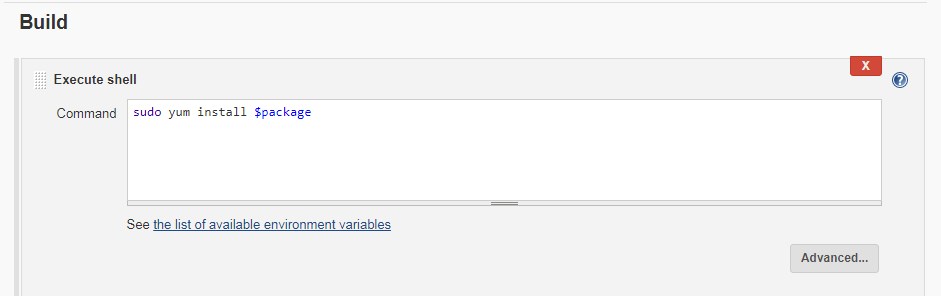 Build
X
Execute shell
?
Command
sudo yum install $package
See the list of available environment variables
Advanced...